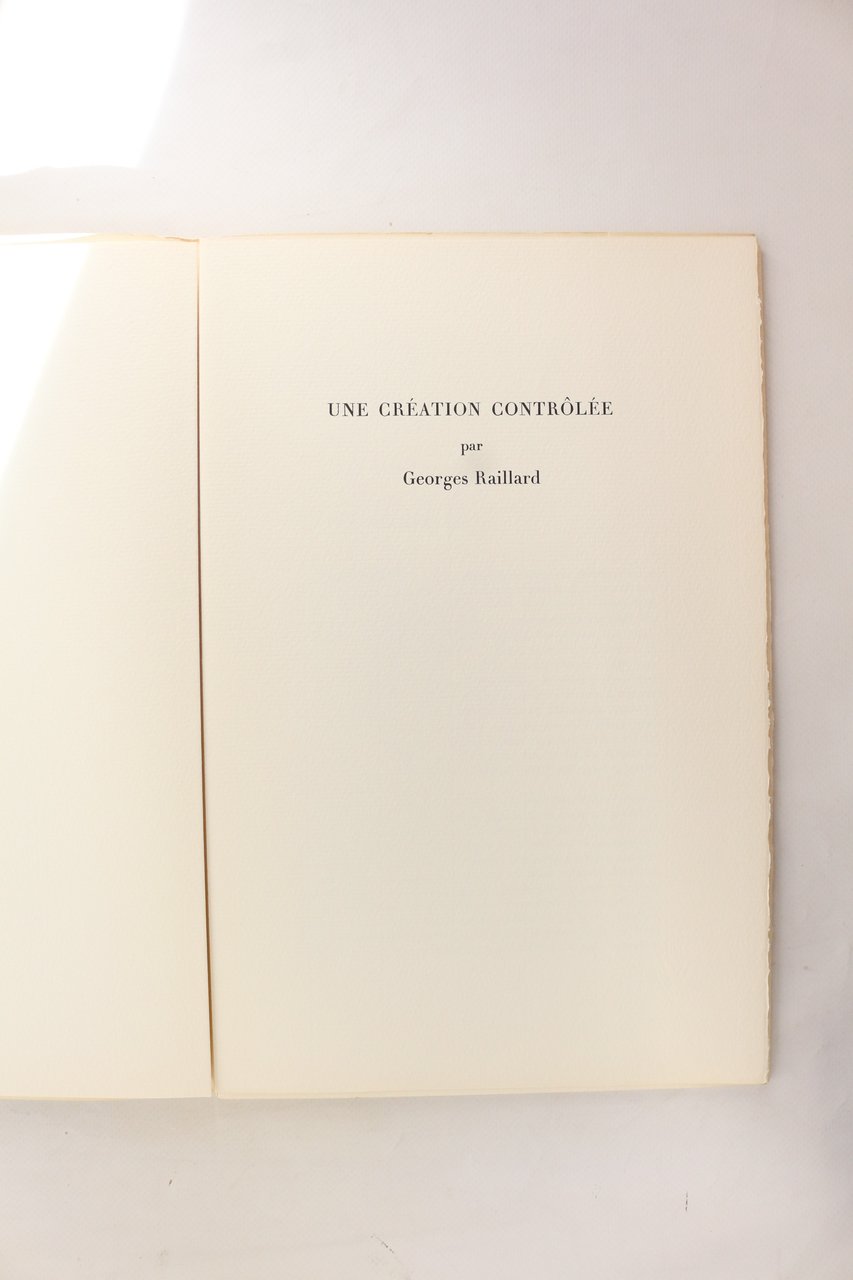 UNE CRÉATION CONTRÔLÉE
par
Georges Raillard